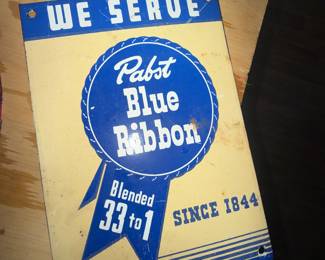 WE SERVE
Pabst
Blue
Ribbon
Blended
33 to 1
SINCE 1844